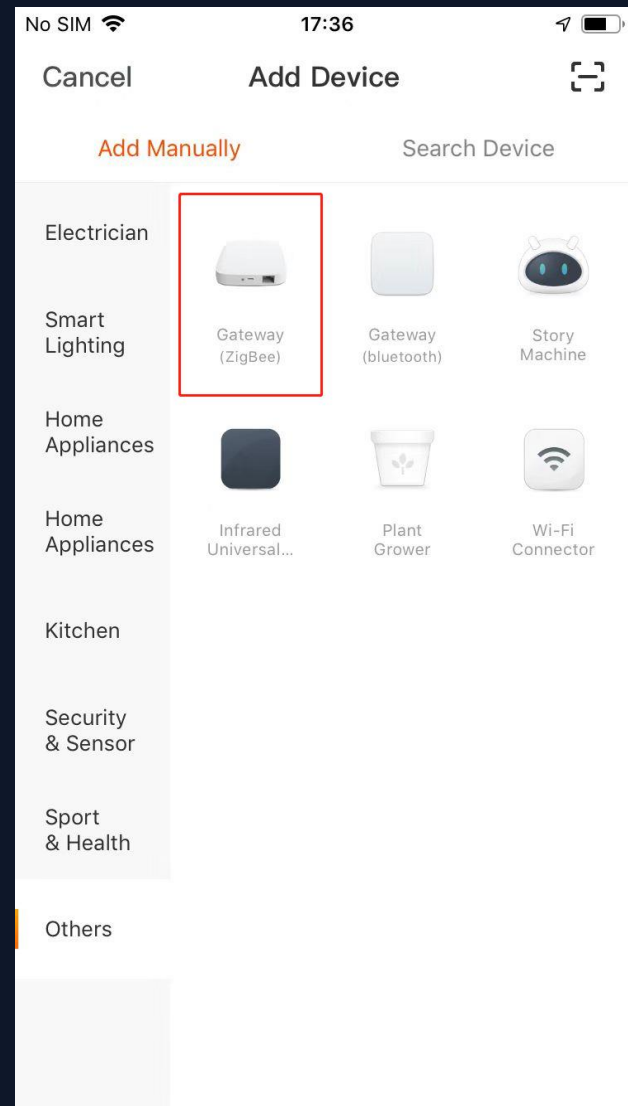 No SIM 17:36
Cancel Add Device
Add Manually Search Device
Electrician
Smart
Lighting
Home
Appliances
Home
Appliances
Kitchen
Security
& Sensor
Sport
& Health
Others
Gateway
(ZigBee)
Gateway
(bluetooth)
Story
Machine
Infrared
Universal...
Plant
Grower
Wi-Fi
Connector